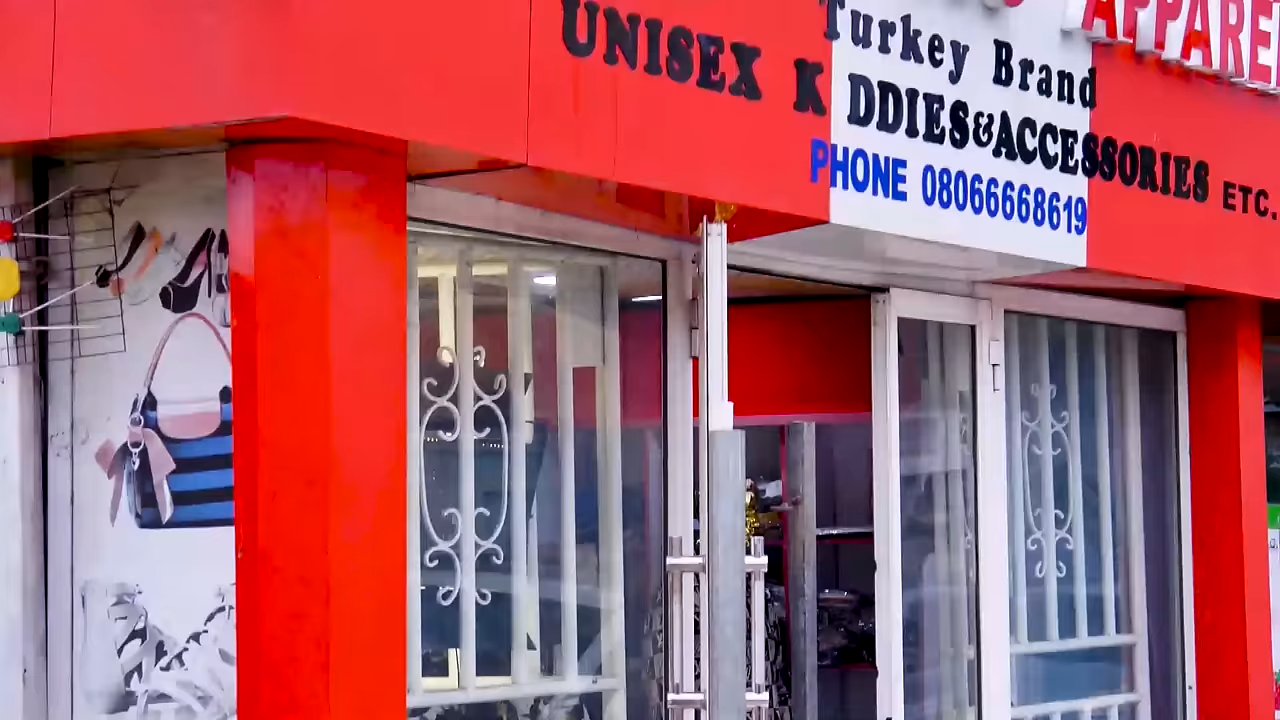 APPARE
Turkey Brand
UNISEX K DDIES&ACCESSORIES ETC.
PHONE 08066668619